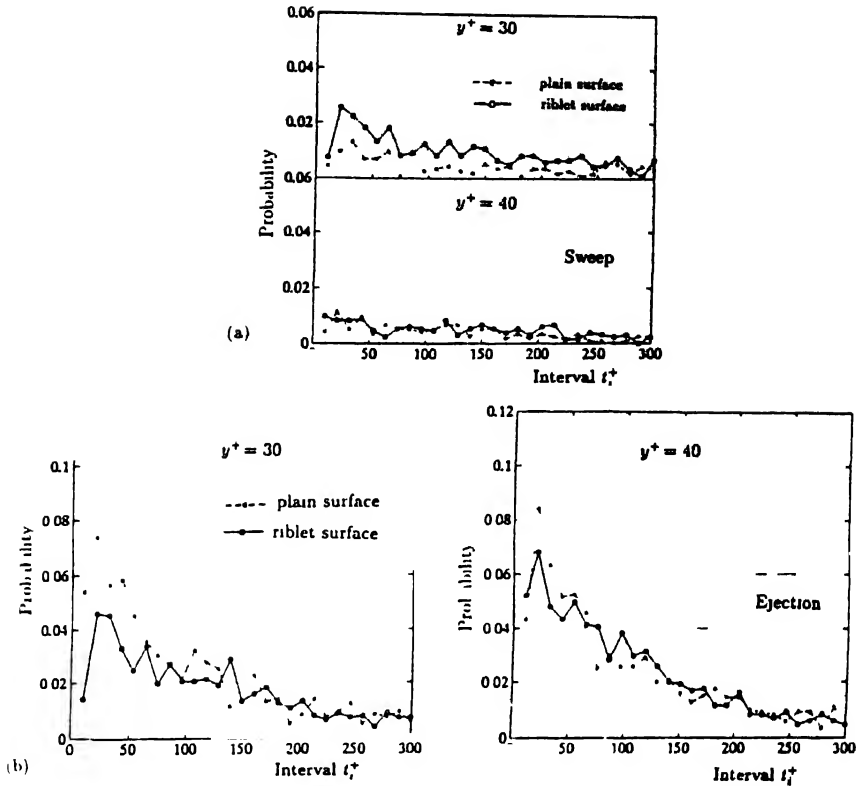 0.06
y⁺ = 30
0.04
plain surface
riblet surface
0.02
Probability
0.06
y⁺ = 40
0.04
Sweep
0.02
(a)
0
50 100 150 200 250 300
Interval tᵢ⁺
y⁺ = 30
0.1
plain surface
riblet surface
0.08
Probability
0.06
0.04
0.02
0
0 50 100 150 200 250 300
(b)
Interval tᵢ⁺
0.12
y⁺ = 40
0.1
0.08
Probability
0.06
Ejection
0.04
0.02
0
0 50 100 150 200 250 300
Interval tᵢ⁺